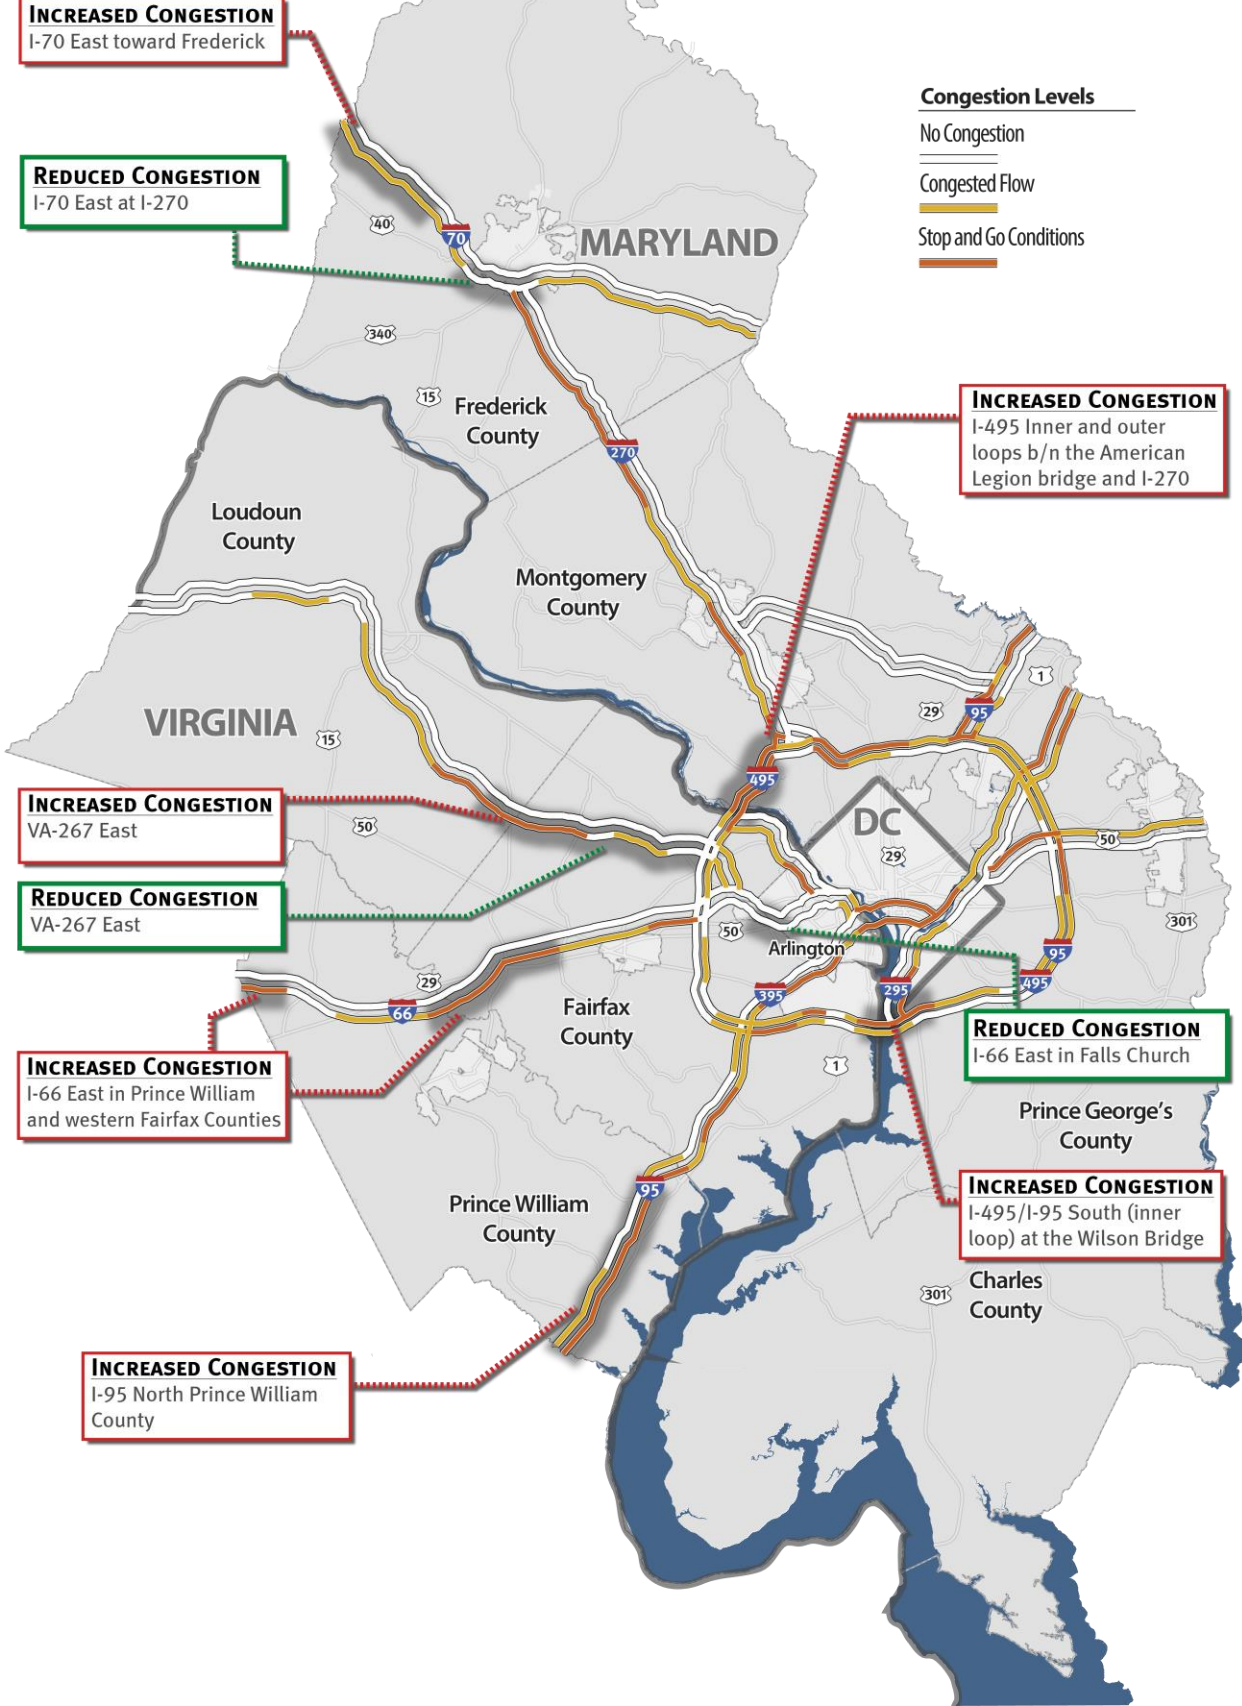 INCREASED CONGESTION
I-70 East toward Frederick
Congestion Levels
No Congestion
Congested Flow
Stop and Go Conditions
REDUCED CONGESTION
I-70 East at I-270
40
70
MARYLAND
340
15
Frederick
County
270
INCREASED CONGESTION
I-495 Inner and outer
loops b/n the American
Legion bridge and I-270
Loudoun
County
Montgomery
County
1
29
95
VIRGINIA
15
495
INCREASED CONGESTION
VA-267 East
50
DC
29
50
REDUCED CONGESTION
VA-267 East
301
50
Arlington
95
29
495
395
295
66
Fairfax
County
REDUCED CONGESTION
I-66 East in Falls Church
INCREASED CONGESTION
I-66 East in Prince William
and western Fairfax Counties
1
Prince George's
County
95
Prince William
County
INCREASED CONGESTION
I-495/I-95 South (inner
loop) at the Wilson Bridge
301
Charles
County
INCREASED CONGESTION
I-95 North Prince William
County